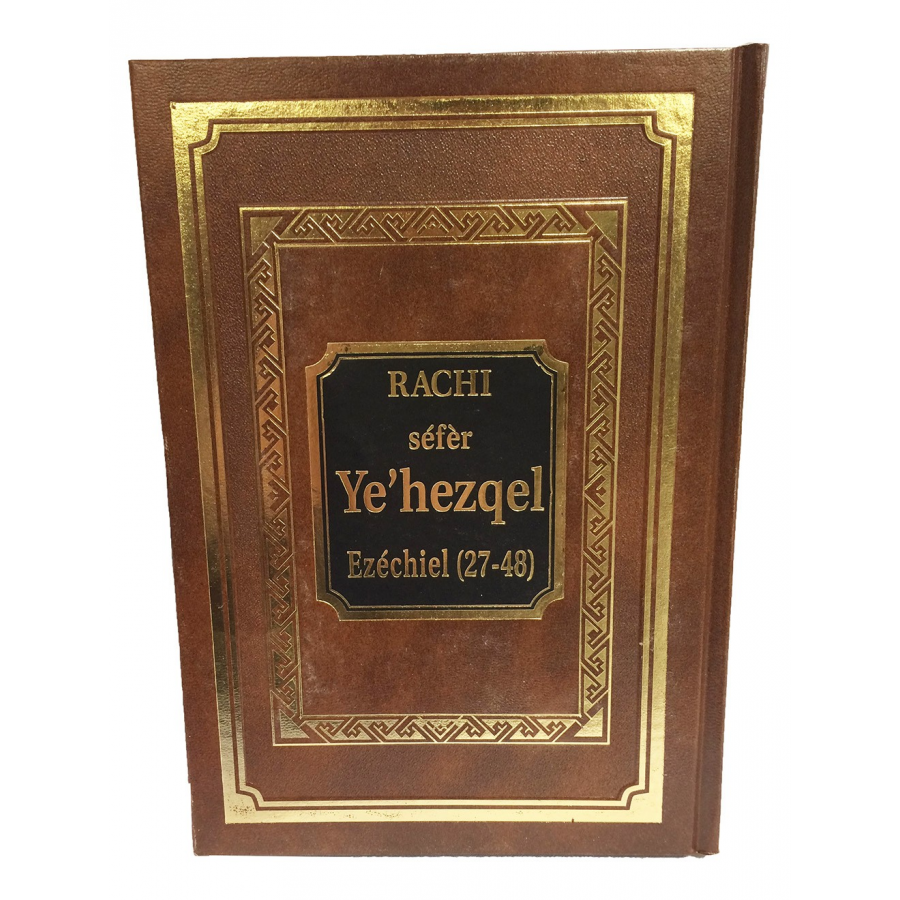 RACHI
séfèr
Ye'hezqel
Ezéchiel (27-48)